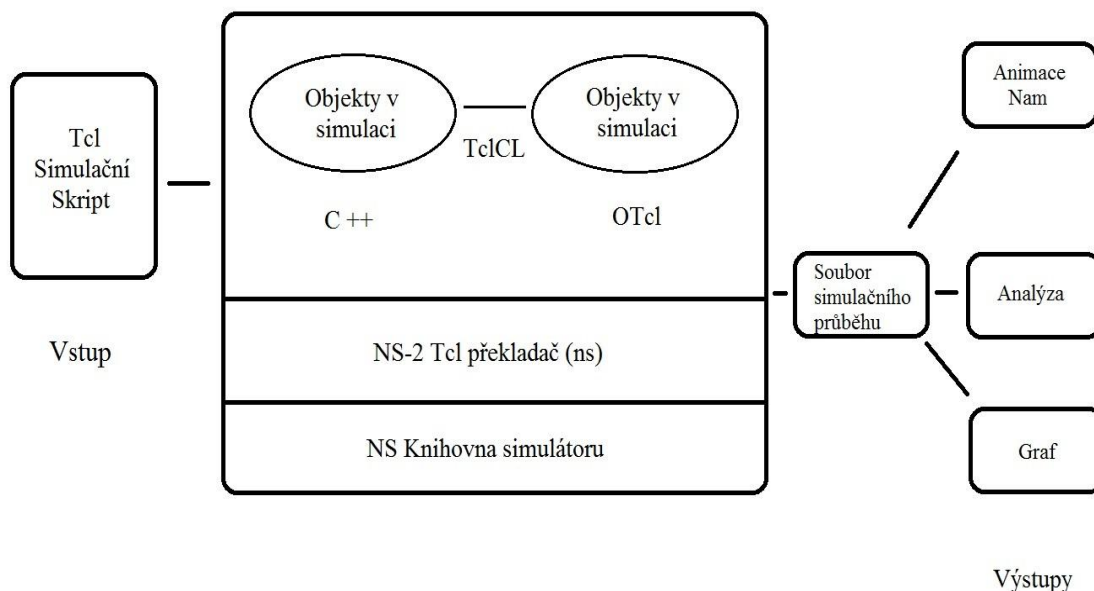 Tcl
Simulační
Skript
Vstup
Objekty v
simulaci
TclCL
Objekty v
simulaci
C ++
OTcl
NS-2 Tcl překladač (ns)
NS Knihovna simulátoru
Soubor
simulačního
průběhu
Animace
Nam
Analýza
Graf
Výstupy